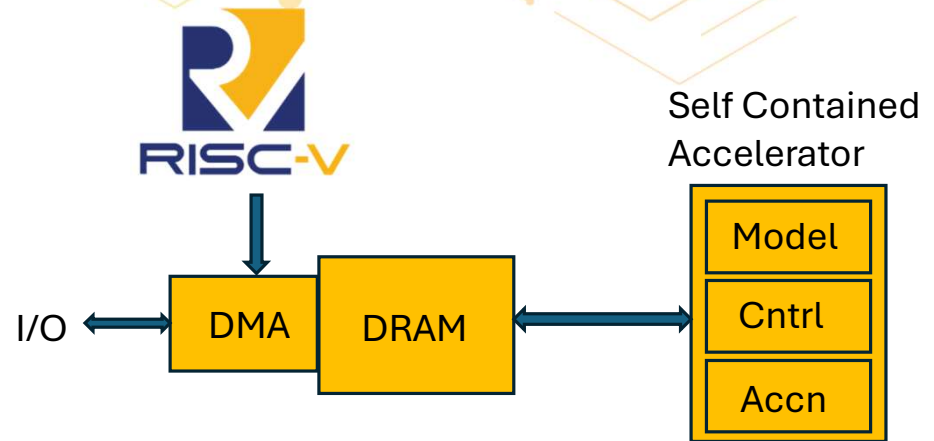 RISC-V
Self Contained
Accelerator
I/O
DMA
DRAM
Model
Cntrl
Accn